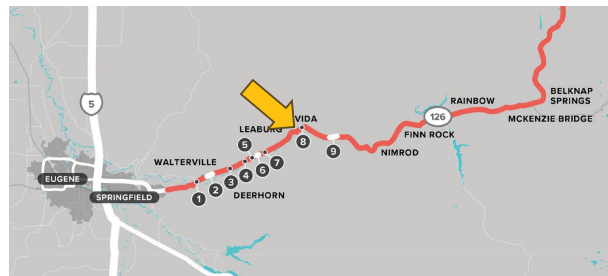 5
126
RAINBOW
BELKNAP
SPRINGS
MCKENZIE BRIDGE
VIDA
LEABURG
FINN ROCK
5
8
9
NIMROD
WALTERVILLE
7
6
4
3
2
1
DEERHORN
EUGENE
SPRINGFIELD